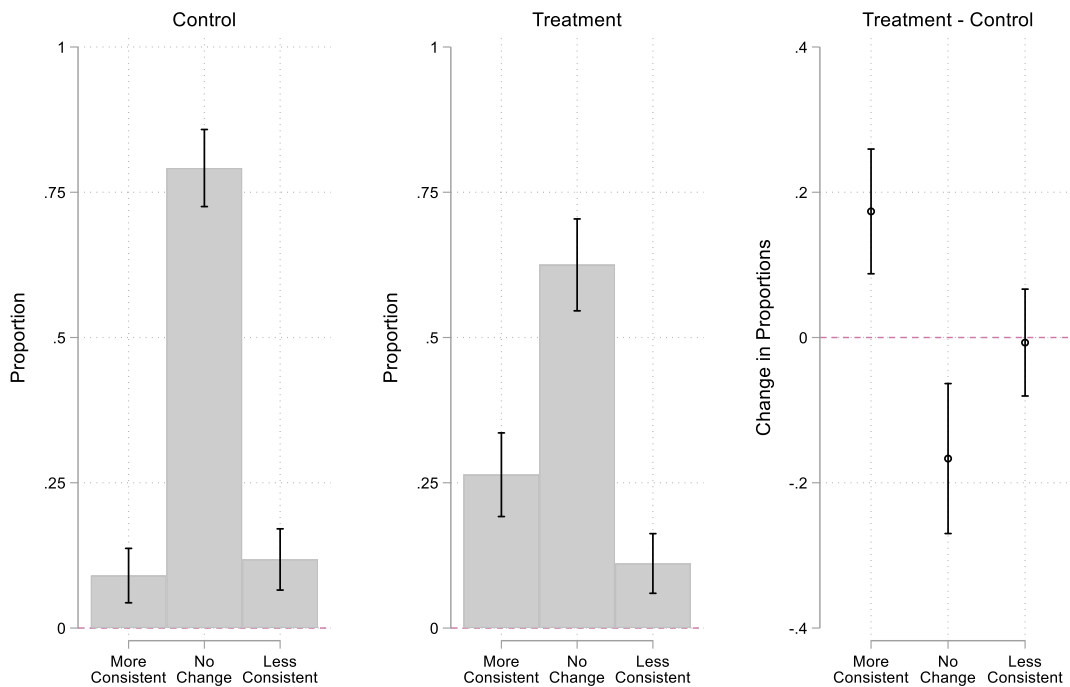 Control
Proportion
1
.75
.5
.25
0
More
Consistent
No
Change
Less
Consistent
Treatment
Proportion
1
.75
.5
.25
0
More
Consistent
No
Change
Less
Consistent
Treatment - Control
Change in Proportions
.4
.2
0
-.2
-.4
More
Consistent
No
Change
Less
Consistent